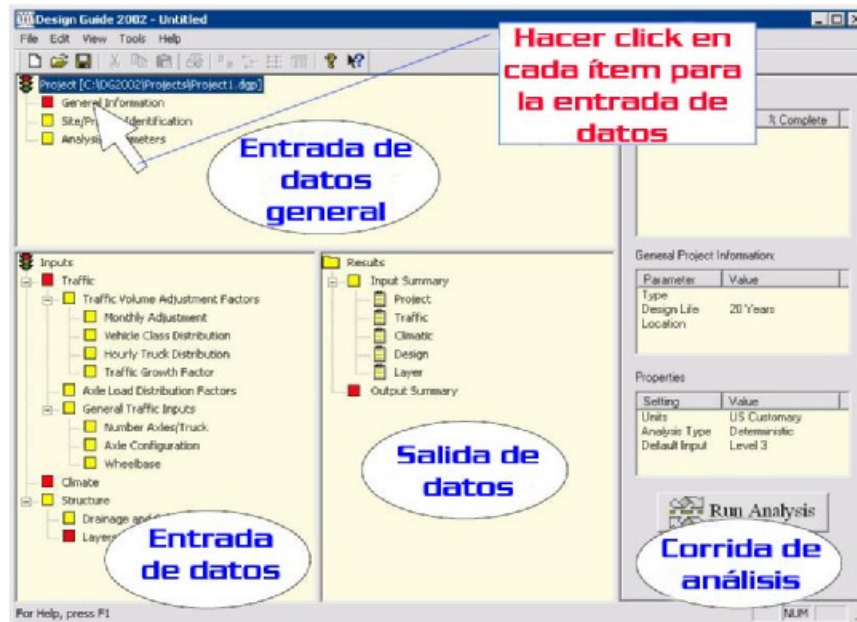 Design Guide 2002 - Untitled
File Edit View Tools Help
Hacer click en
cada ítem para
la entrada de
datos
Project [C:\DG2002\Projects\Project1.dgp]
General Information
Site/ Identification
Analysis
Entrada de
datos
general
% Complete
Inputs
Traffic
Traffic Volume Adjustment Factors
Monthly Adjustment
Vehicle Class Distribution
Hourly Truck Distribution
Traffic Growth Factor
Axle Load Distribution Factors
General Traffic Inputs
Number Axles/Truck
Axle Configuration
Wheelbase
Climate
Structure
Drainage and
Layers
Entrada
de datos
Results
Input Summary
Project
Traffic
Climatic
Design
Layer
Output Summary
Salida de
datos
General Project Information:
Parameter Value
Type
Design Life 20 Years
Location
Properties
Setting Value
Units US Customary
Analysis Type Deterministic
Default Input Level 3
Run Analysis
Corrida de
análisis
For Help, press F1
NUM